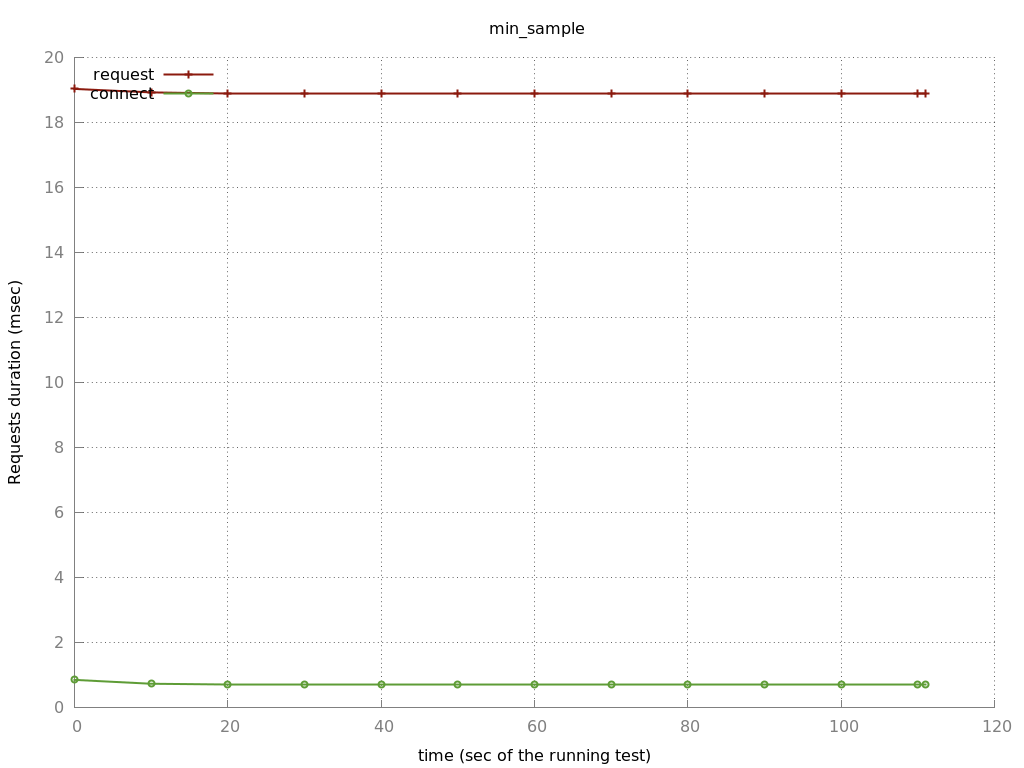 min_sample
20
18
16
14
12
10
8
6
4
2
0
request
connect
Requests duration (msec)
0 20 40 60 80 100 120
time (sec of the running test)